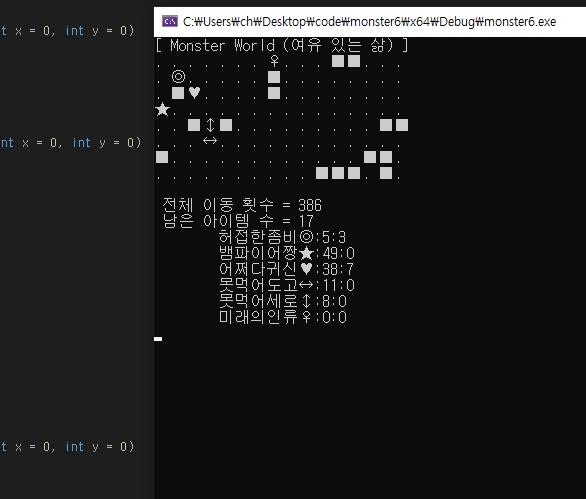 t x = 0, int y = 0)
nt x = 0, int y = 0)
t x = 0, int y = 0)
C:\Users\ch\Desktop\code\monster6\x64\Debug\monster6.exe
[ Monster World (여유 있는 삶) ]
. . . . . . . ♀ . . . ■ ■ . . .
. ◎ . . . . . ■ . . . . . . . .
. ■ ♥ . . . . ■ . . . . . . . .
★ . . . . . . . . . . . . . . .
. . ■ ↕ ■ . . . . . . . . . ■ ■
. . . ↔ . . . . . . . . . . . .
■ . . . . . . . . . . . . ■ ■ .
. . . . . . . . . . ■ ■ ■ . ■ .
전체 이동 횟수 = 386
남은 아이템 수 = 17
허접한좀비◎:5:3
뱀파이어짱★:49:0
어쩌다귀신♥:38:7
못먹어도고↔:11:0
못먹어세로↕:8:0
미래의인류♀:0:0